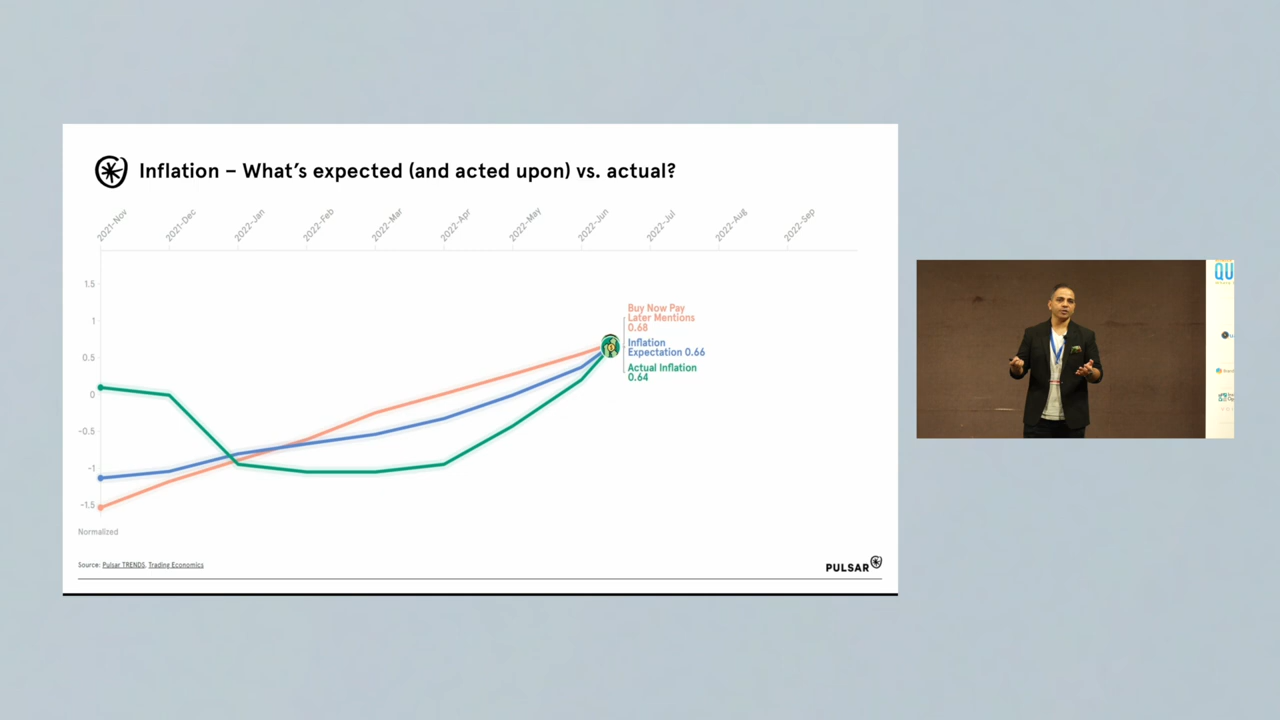 Inflation – What's expected (and acted upon) vs. actual?
2021-Nov
2021-Dec
2022-Jan
2022-Feb
2022-Mar
2022-Apr
2022-May
2022-Jun
2022-Jul
2022-Aug
2022-Sep
1.5
1
0.5
0
-0.5
-1
-1.5
Normalized
Buy Now Pay
Later Mentions
0.68
Inflation
Expectation 0.66
Actual Inflation
0.64
Source: Pulsar TRENDS, Trading Economics
PULSAR
QU